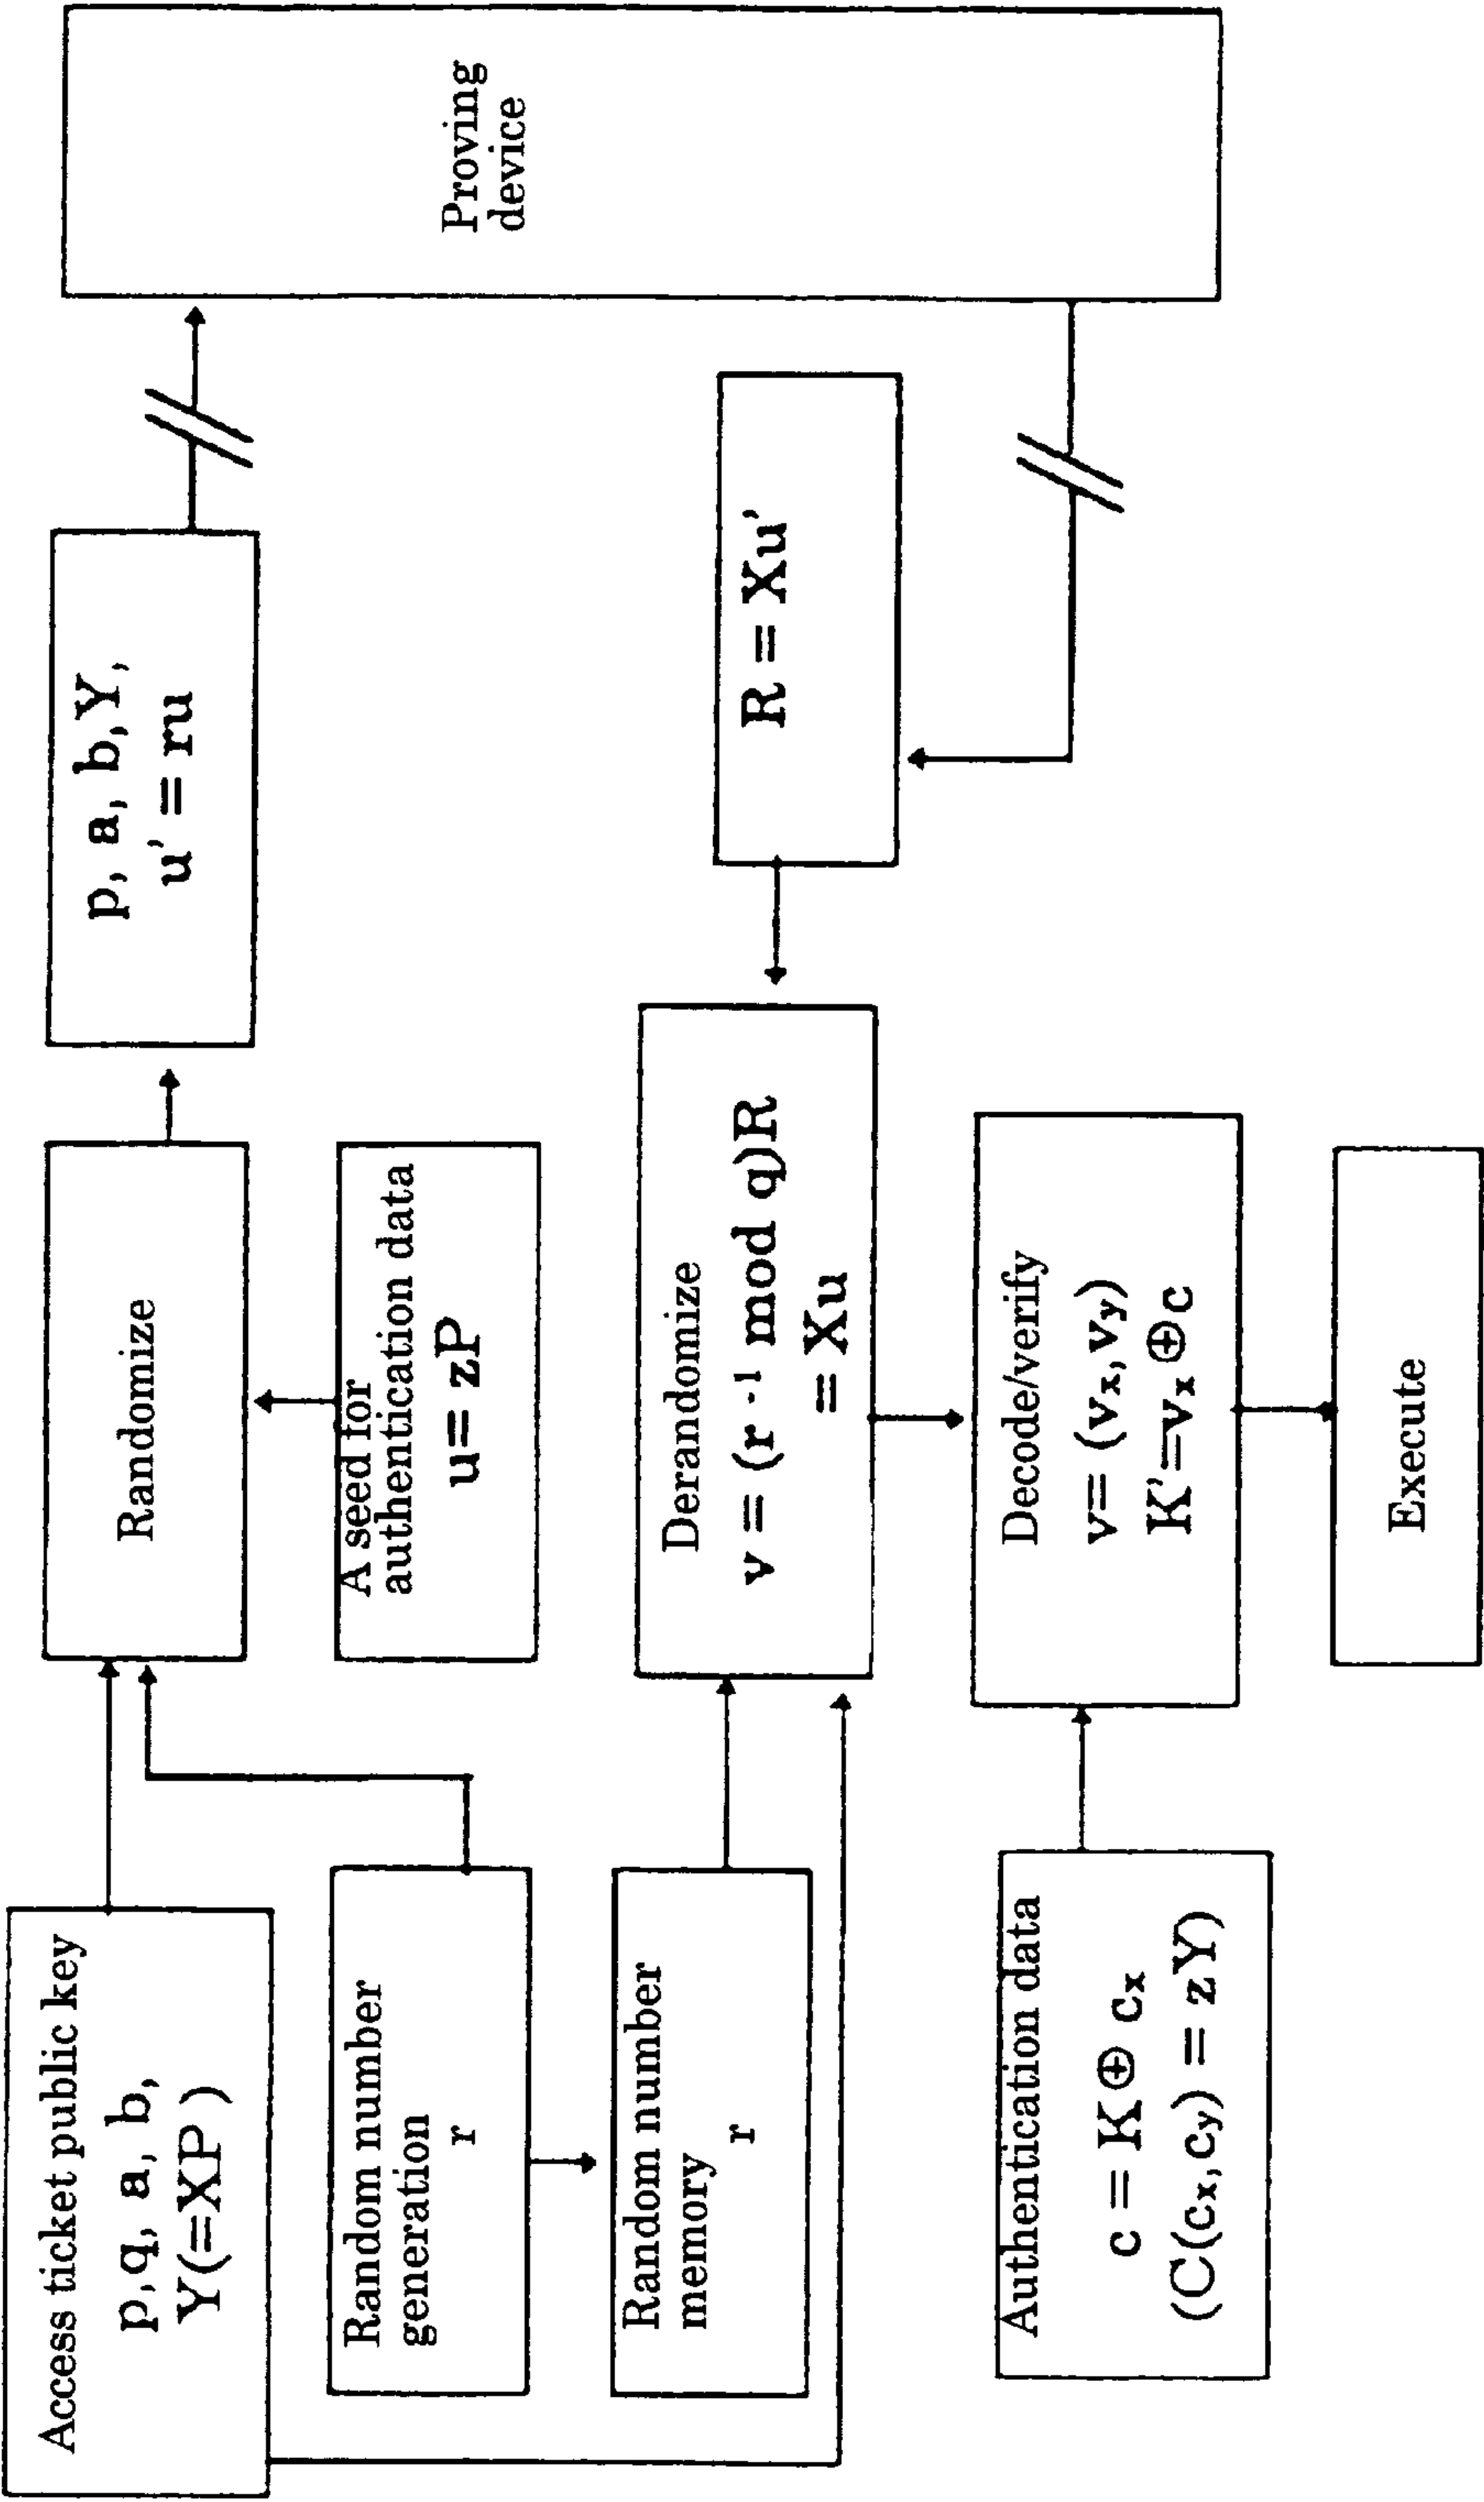 Access ticket public key
p, q, a, b,
Y(=XP)
Random number
generation
r
Random number
memory
r
Authentication data
c = K ⊕ cx
(C(cx, cy) = zY)
Randomize
A seed for
authentication data
u = zP
Derandomize
v = (r -1 mod q)R
= Xu
Decode/verify
v=(vx, vy)
K'=vx ⊕ c
Execute
p, a, b, Y,
u' = ru
R = Xu'
Proving
device